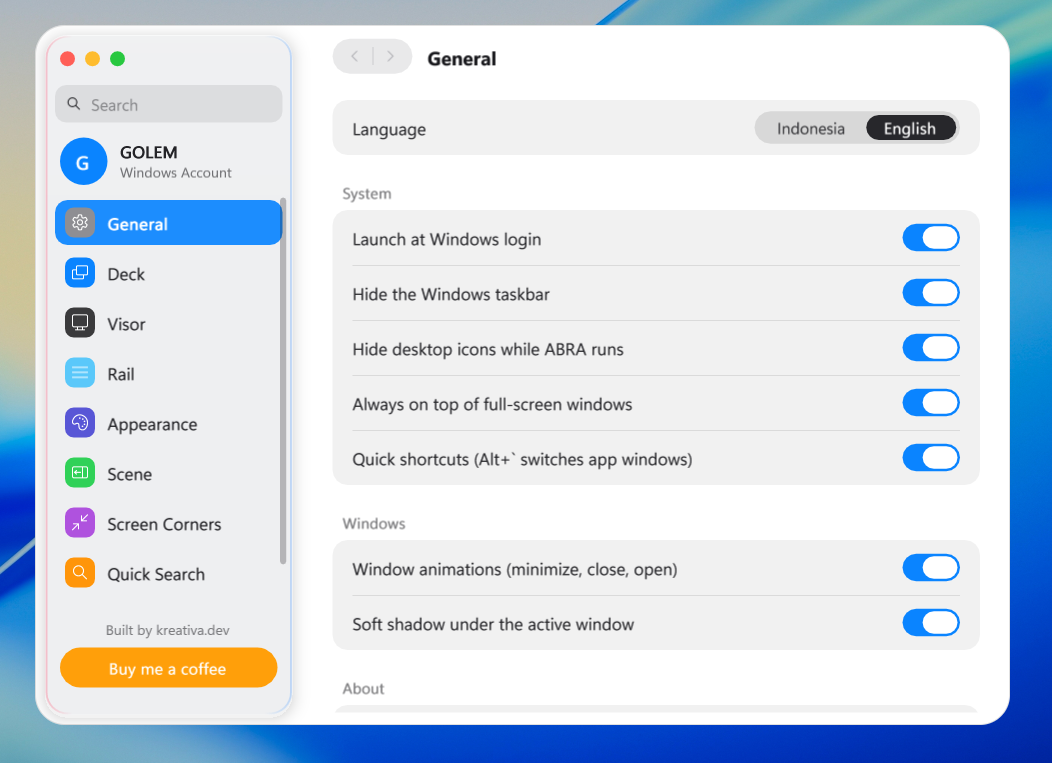 Search
G
GOLEM
Windows Account
General
Deck
Visor
Rail
Appearance
Scene
Screen Corners
Quick Search
Built by kreativa.dev
Buy me a coffee
General
Language
Indonesia
English
System
Launch at Windows login
Hide the Windows taskbar
Hide desktop icons while ABRA runs
Always on top of full-screen windows
Quick shortcuts (Alt+` switches app windows)
Windows
Window animations (minimize, close, open)
Soft shadow under the active window
About